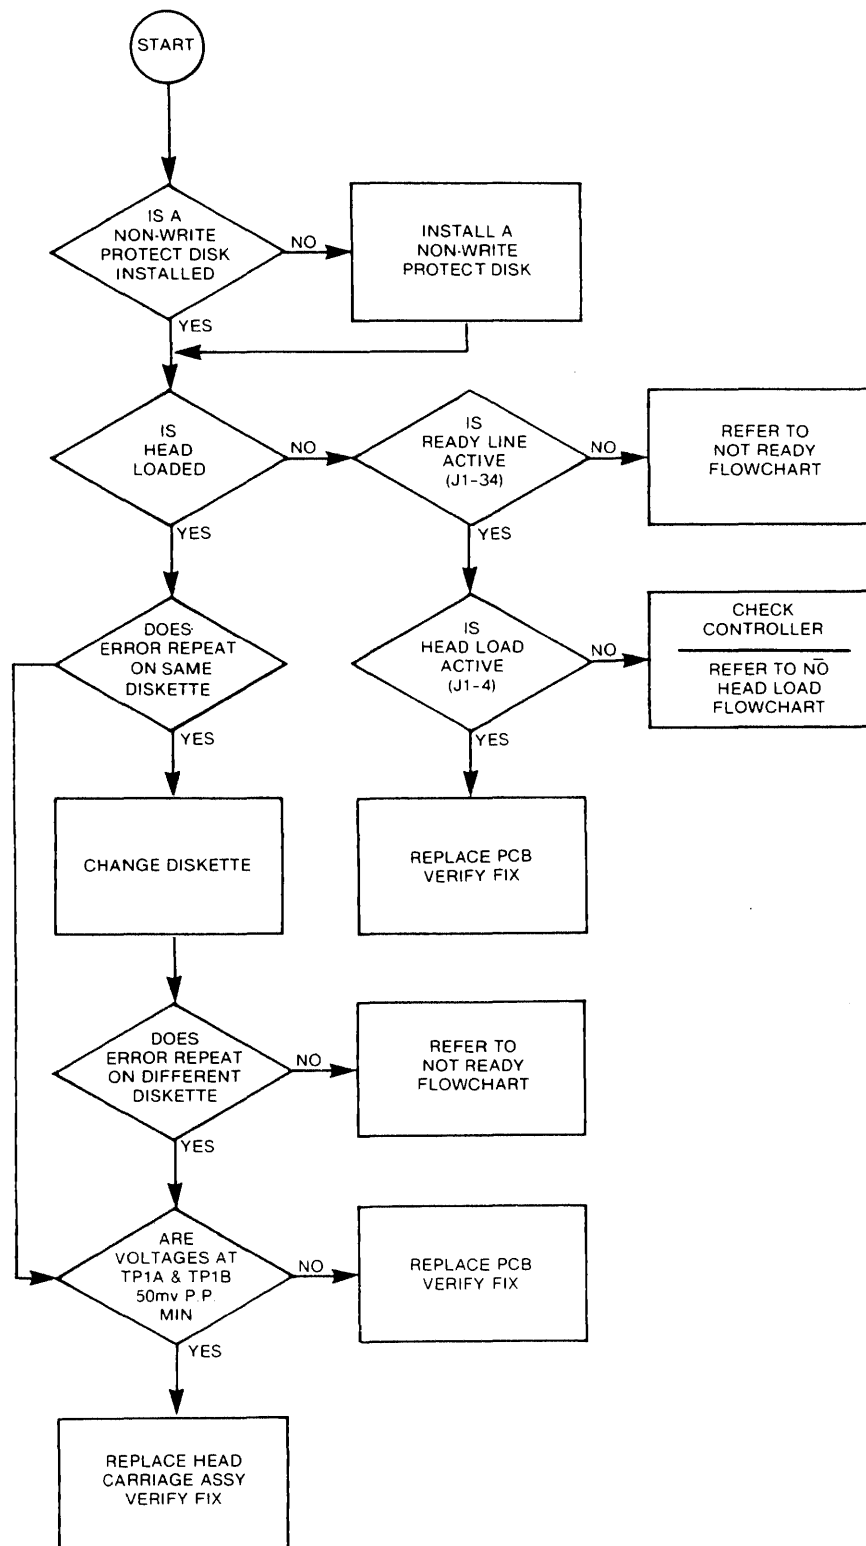 START
IS A
NON-WRITE
PROTECT DISK
INSTALLED
NO
INSTALL A
NON-WRITE
PROTECT DISK
YES
IS
HEAD
LOADED
NO
IS
READY LINE
ACTIVE
(J1-34)
NO
REFER TO
NOT READY
FLOWCHART
YES
YES
DOES
ERROR REPEAT
ON SAME
DISKETTE
IS
HEAD LOAD
ACTIVE
(J1-4)
NO
CHECK
CONTROLLER
REFER TO NO
HEAD LOAD
FLOWCHART
YES
YES
CHANGE DISKETTE
REPLACE PCB
VERIFY FIX
DOES
ERROR REPEAT
ON DIFFERENT
DISKETTE
NO
REFER TO
NOT READY
FLOWCHART
YES
ARE
VOLTAGES AT
TP1A & TP1B
50mv P.P.
MIN
NO
REPLACE PCB
VERIFY FIX
YES
REPLACE HEAD
CARRIAGE ASSY
VERIFY FIX